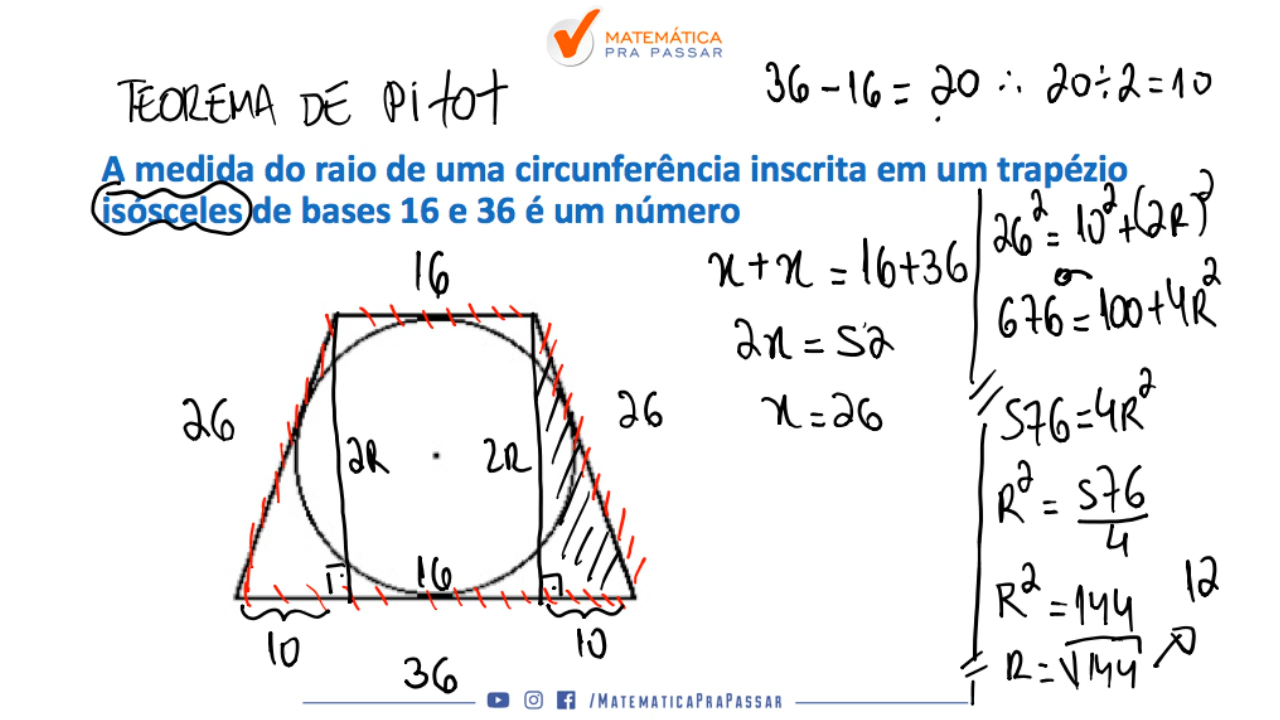 MATEMÁTICA
PRA PASSAR
TEOREMA DE Pitot
36 - 16 = 20 ∴ 20 ÷ 2 = 10
A medida do raio de uma circunferência inscrita em um trapézio
isósceles de bases 16 e 36 é um número
16
26
26
2R
2R
16
10
10
36
x + x = 16 + 36
2x = 52
x = 26
26² = 10² + (2R)²
676 = 100 + 4R²
576 = 4R²
R² = 576/4
R² = 144
R = √144
12
/MATEMATICAPRAPASSAR